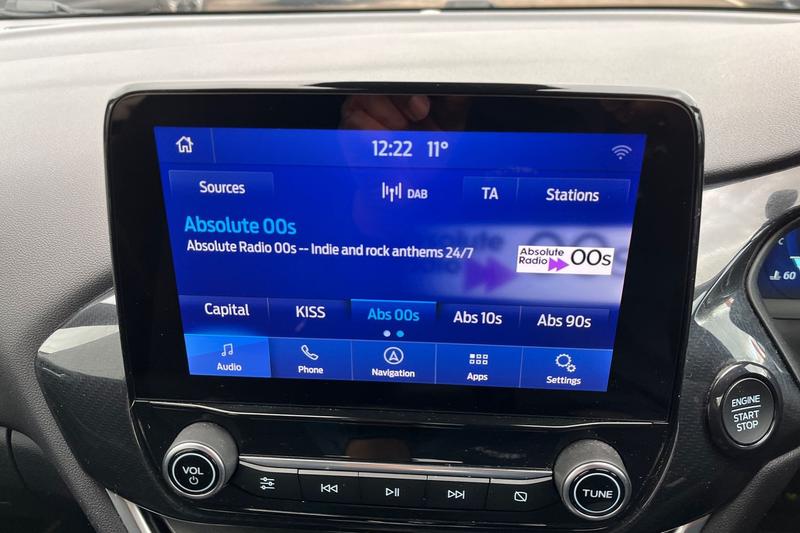 12:22 11°
Sources DAB TA Stations
Absolute 00s
Absolute Radio 00s -- Indie and rock anthems 24/7
Absolute
Radio 00s
Capital KISS Abs 00s Abs 10s Abs 90s
Audio Phone Navigation Apps Settings
C
60
ENGINE
START
STOP
VOL
TUNE